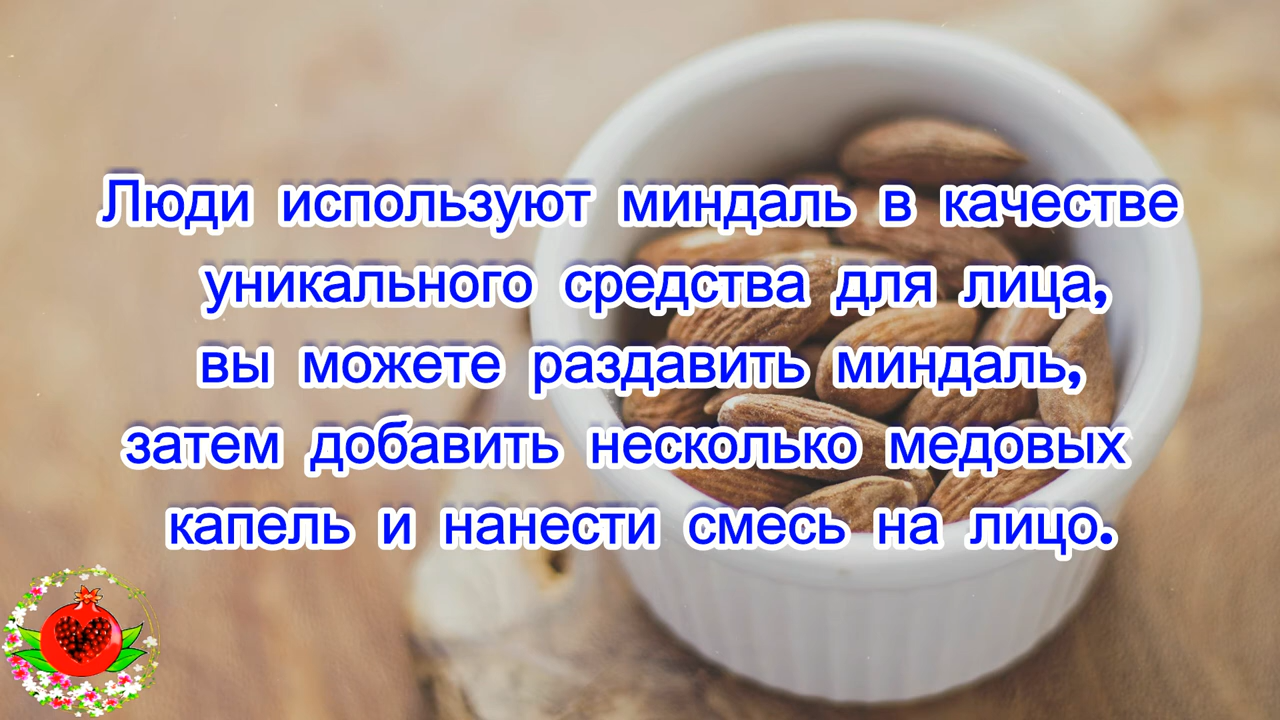 Люди используют миндаль в качестве
уникального средства для лица,
вы можете раздавить миндаль,
затем добавить несколько медовых
капель и нанести смесь на лицо.